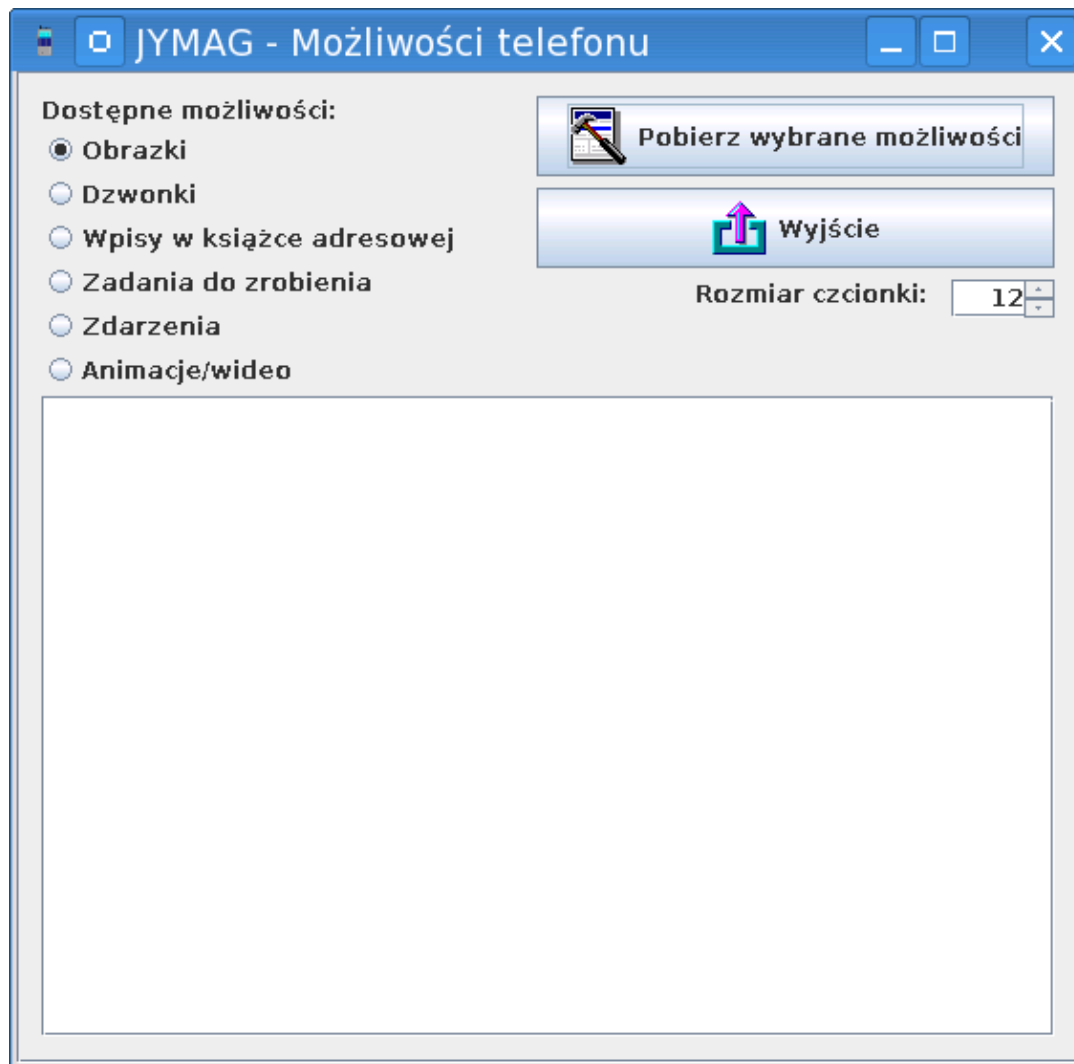 JYMAG - Możliwości telefonu
Dostępne możliwości:
Obrazki
Dzwonki
Wpisy w książce adresowej
Zadania do zrobienia
Zdarzenia
Animacje/wideo
Pobierz wybrane możliwości
Wyjście
Rozmiar czcionki: 12